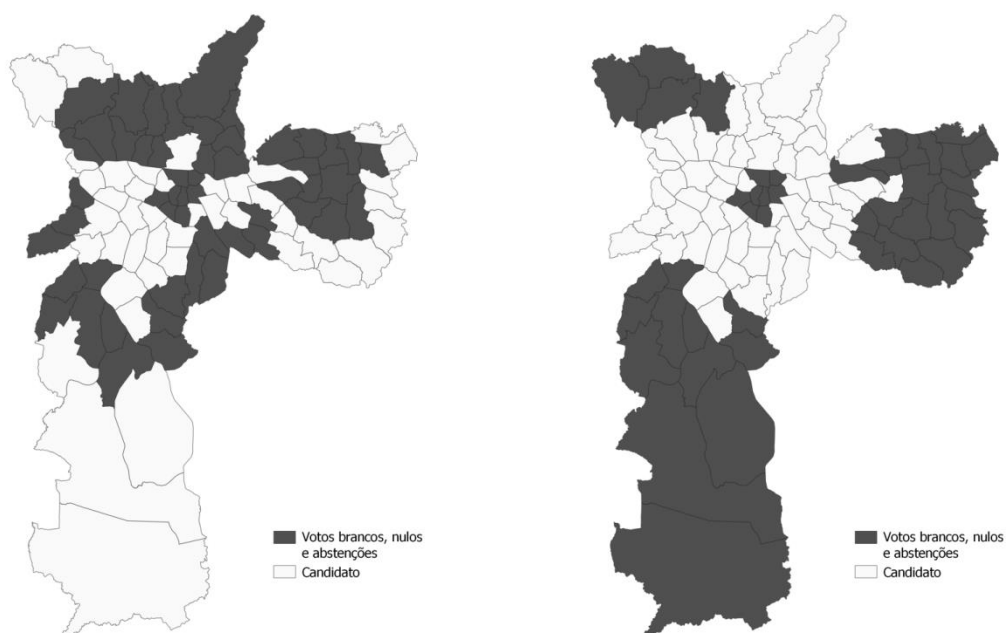 Votos brancos, nulos
e abstenções
Candidato
Votos brancos, nulos
e abstenções
Candidato